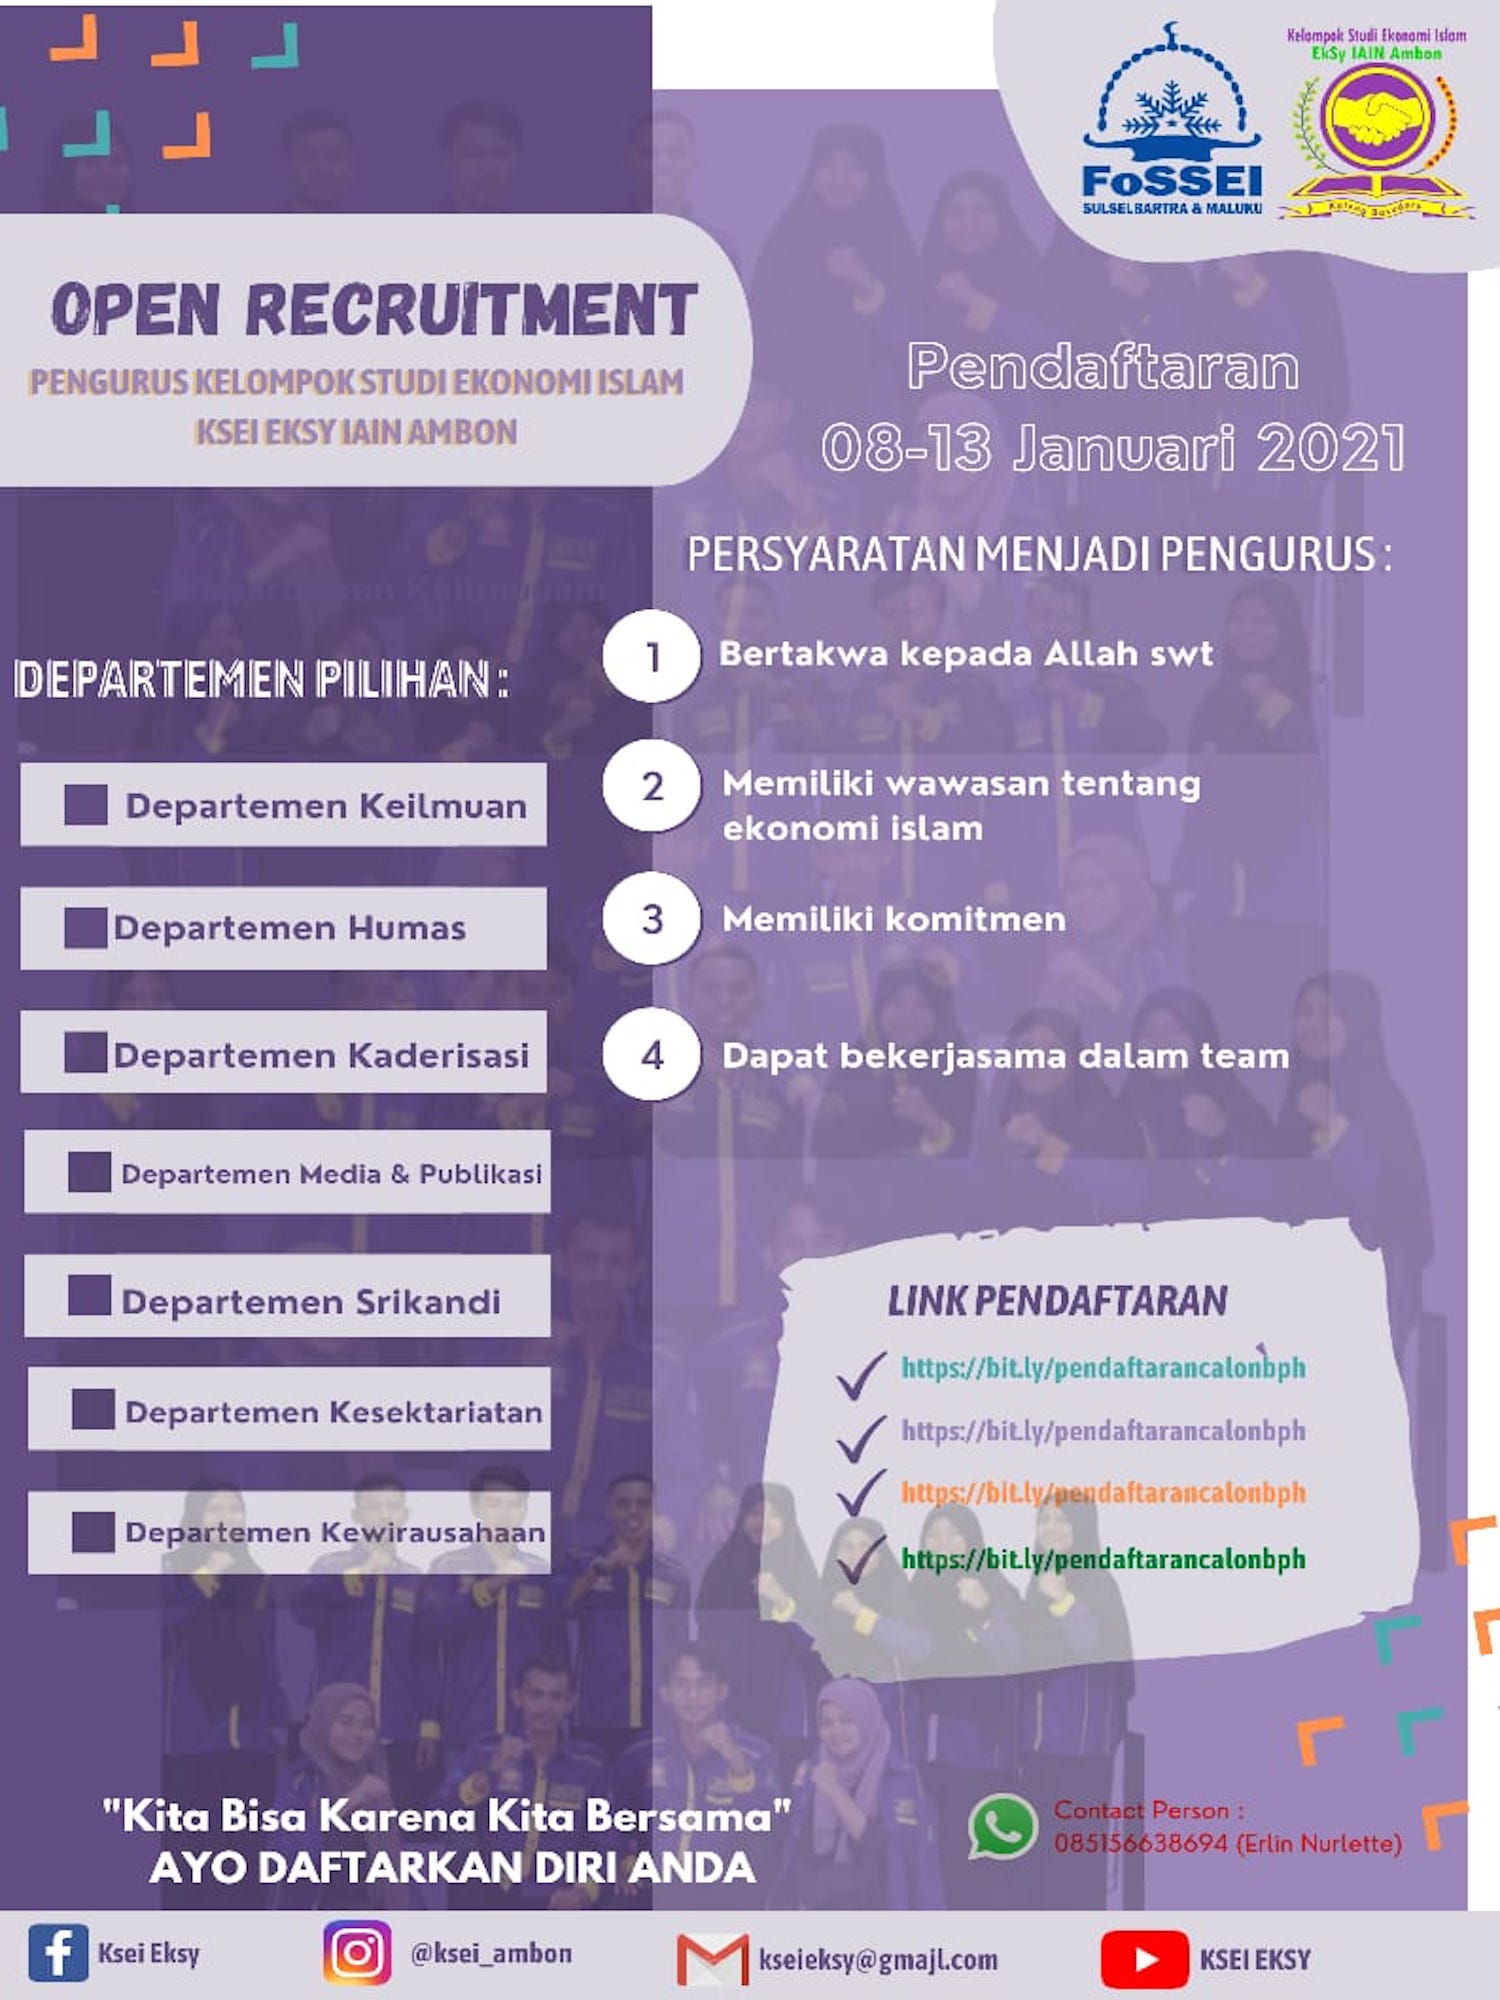 Kelompok Studi Ekonomi Islam
EkSy IAIN Ambon
FoSSEI
SULSELBARTRA & MALUKU
OPEN RECRUITMENT
PENGURUS KELOMPOK STUDI EKONOMI ISLAM
KSEI EKSY IAIN AMBON
Pendaftaran
08-13 Januari 2021
PERSYARATAN MENJADI PENGURUS :
1 Bertakwa kepada Allah swt
2 Memiliki wawasan tentang
ekonomi islam
3 Memiliki komitmen
4 Dapat bekerjasama dalam team
DEPARTEMEN PILIHAN :
Departemen Keilmuan
Departemen Humas
Departemen Kaderisasi
Departemen Media & Publikasi
Departemen Srikandi
Departemen Kesektariatan
Departemen Kewirausahaan
LINK PENDAFTARAN
https://bit.ly/pendaftarancalonbph
https://bit.ly/pendaftarancalonbph
https://bit.ly/pendaftarancalonbph
https://bit.ly/pendaftarancalonbph
"Kita Bisa Karena Kita Bersama"
AYO DAFTARKAN DIRI ANDA
Contact Person :
085156638694 (Erlin Nurlette)
Ksei Eksy
@ksei_ambon
kseieksy@gmajl.com
KSEI EKSY